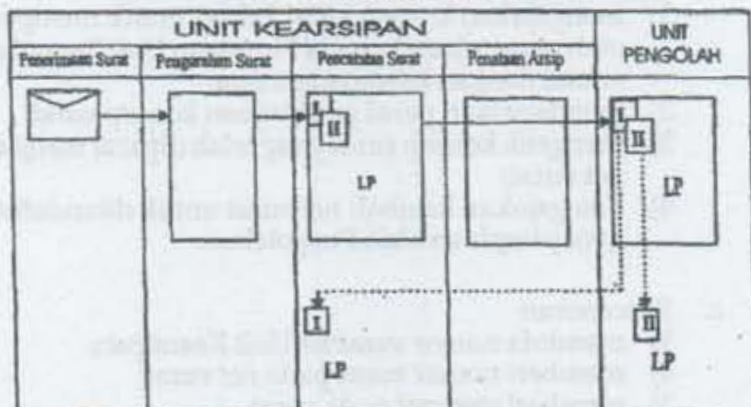 UNIT KEARSIPAN
UNIT
PENGOLAH
Penerimaan Surat
Pengarahan Surat
Pencatatan Surat
Penataan Arsip
I
II
LP
I
II
LP
I
LP
II
LP